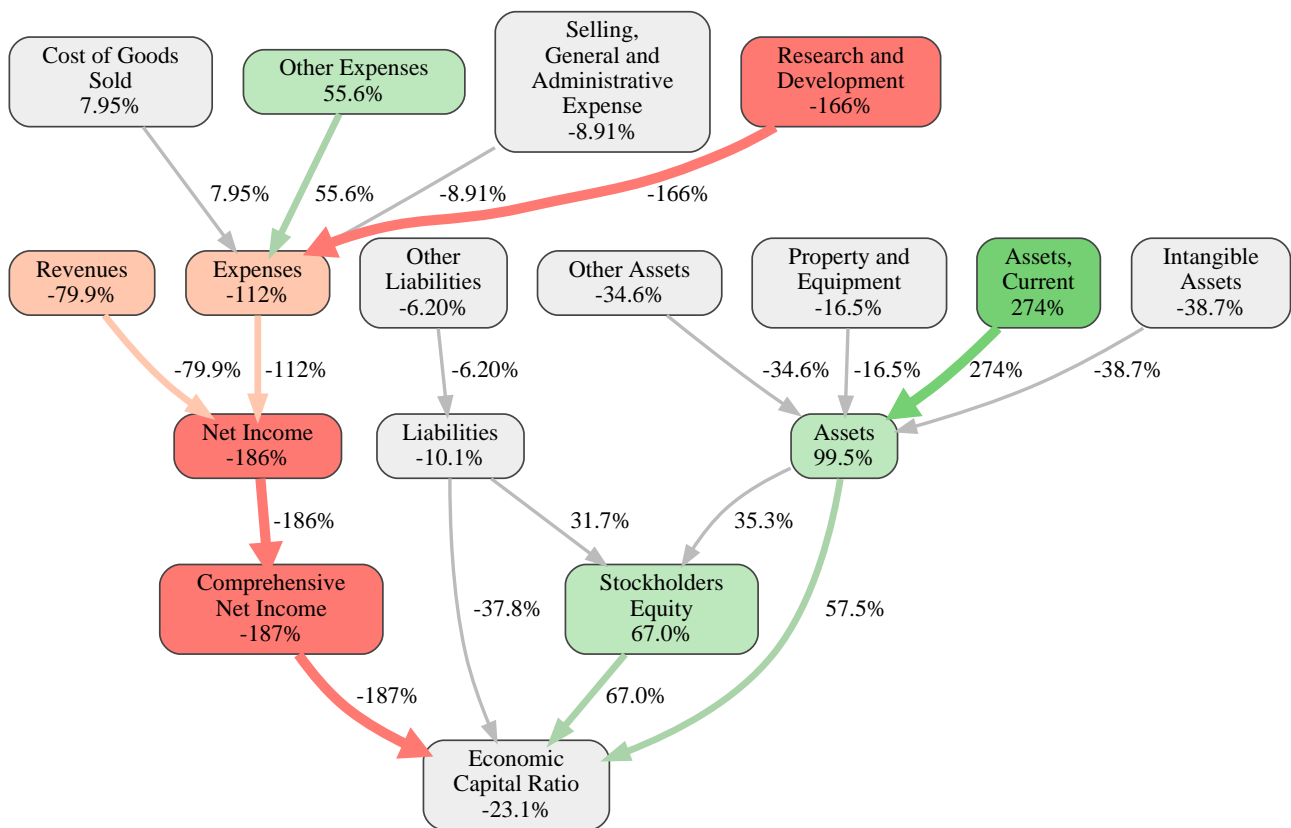 Cost of Goods
Sold
7.95%
Other Expenses
55.6%
Selling,
General and
Administrative
Expense
-8.91%
Research and
Development
-166%
7.95%
55.6%
-8.91%
-166%
Revenues
-79.9%
Expenses
-112%
Other
Liabilities
-6.20%
Other Assets
-34.6%
Property and
Equipment
-16.5%
Assets,
Current
274%
Intangible
Assets
-38.7%
-79.9%
-112%
-6.20%
-34.6%
-16.5%
274%
-38.7%
Net Income
-186%
Liabilities
-10.1%
Assets
99.5%
-186%
31.7%
35.3%
Comprehensive
Net Income
-187%
-37.8%
Stockholders
Equity
67.0%
57.5%
-187%
67.0%
Economic
Capital Ratio
-23.1%